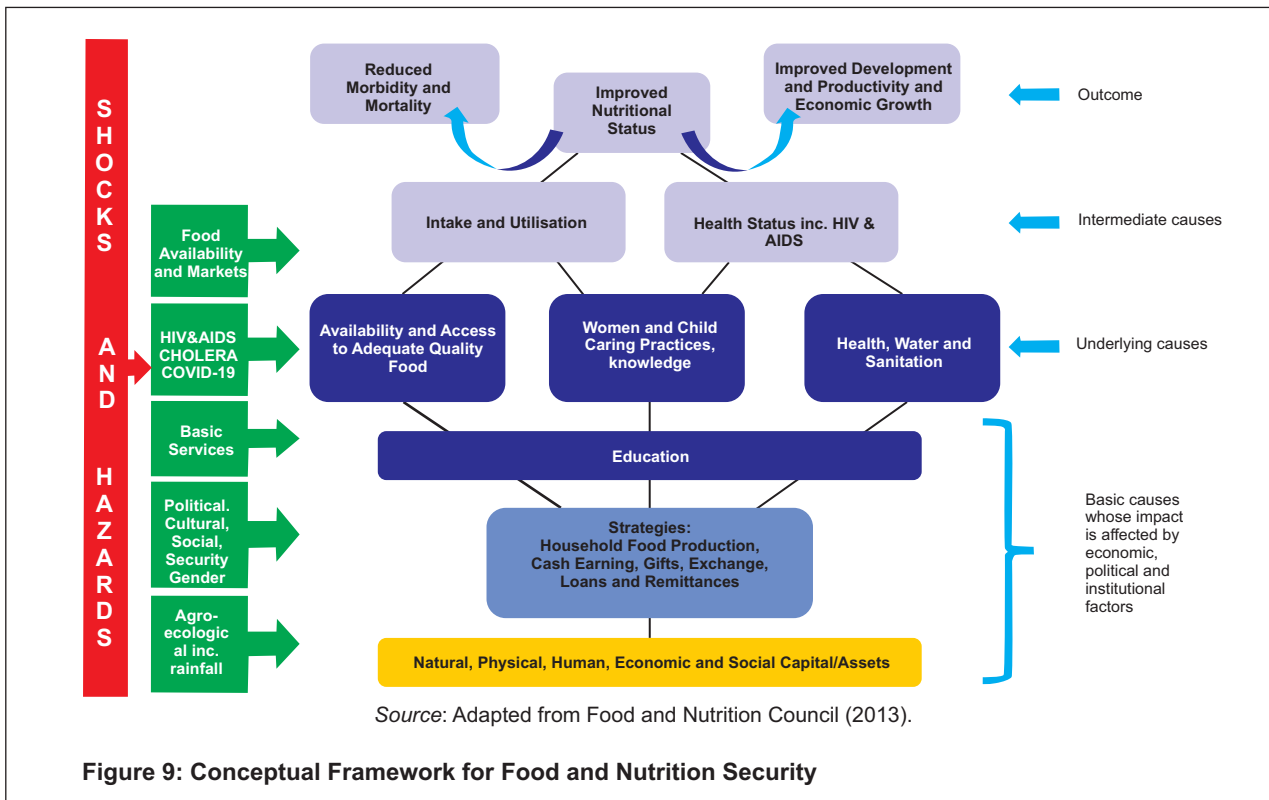 SHOCKS AND HAZARDS
Food
Availability
and Markets
HIV&AIDS
CHOLERA
COVID-19
Basic
Services
Political.
Cultural,
Social,
Security
Gender
Agro-
ecologic
al inc.
rainfall
Reduced
Morbidity and
Mortality
Improved
Nutritional
Status
Improved Development
and Productivity and
Economic Growth
Outcome
Intake and Utilisation
Health Status inc. HIV &
AIDS
Intermediate causes
Availability and Access
to Adequate Quality
Food
Women and Child
Caring Practices,
knowledge
Health, Water and
Sanitation
Underlying causes
Education
Strategies:
Household Food Production,
Cash Earning, Gifts, Exchange,
Loans and Remittances
Natural, Physical, Human, Economic and Social Capital/Assets
Basic causes
whose impact
is affected by
economic,
political and
institutional
factors
Source: Adapted from Food and Nutrition Council (2013).
Figure 9: Conceptual Framework for Food and Nutrition Security